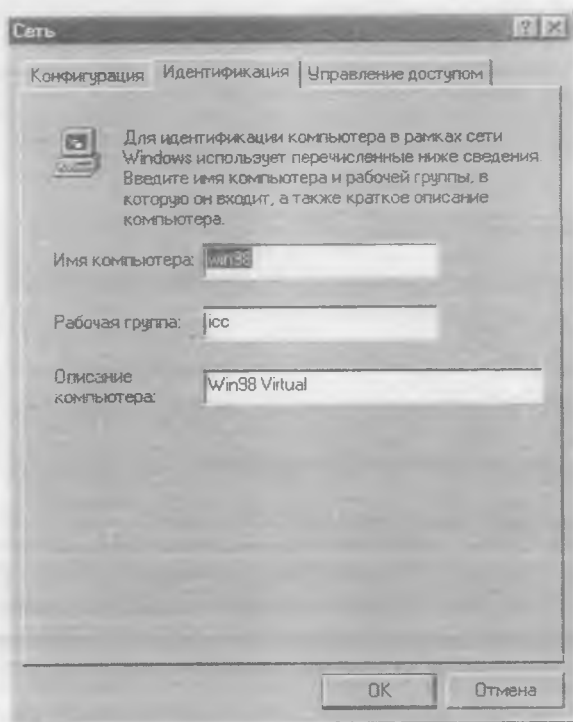 Сеть
Конфигурация Идентификация Управление доступом
Для идентификации компьютера в рамках сети
Windows использует перечисленные ниже сведения.
Введите имя компьютера и рабочей группы, в
которую он входит, а также краткое описание
компьютера.
Имя компьютера: win98
Рабочая группа: icc
Описание
компьютера: Win98 Virtual
OK Отмена